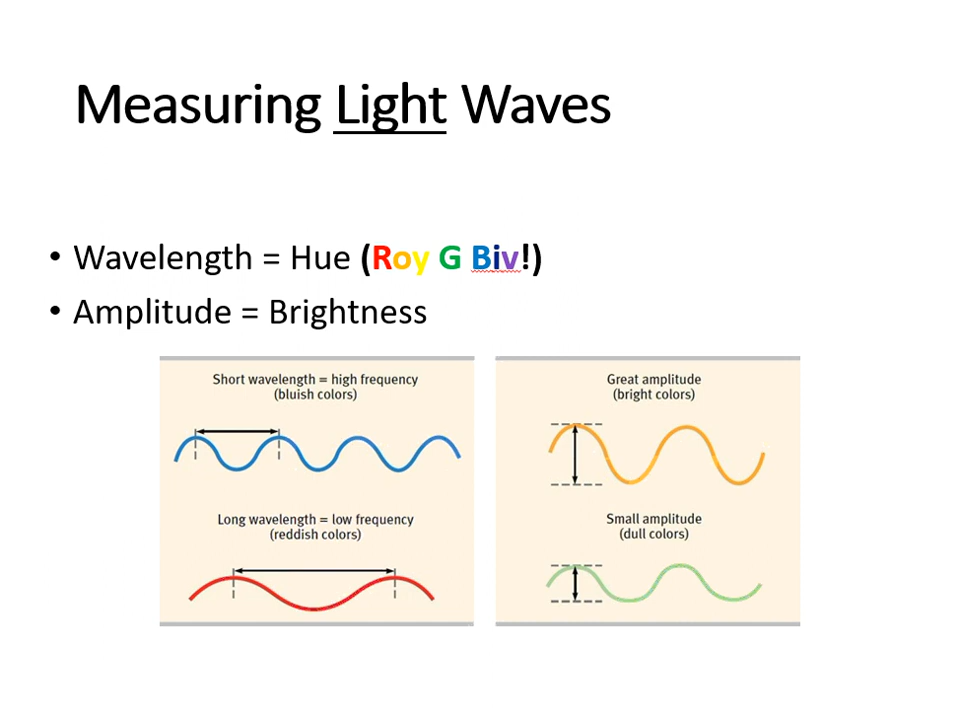 Measuring Light Waves
• Wavelength = Hue (Roy G Biv!)
• Amplitude = Brightness
Short wavelength = high frequency
(bluish colors)
Long wavelength = low frequency
(reddish colors)
Great amplitude
(bright colors)
Small amplitude
(dull colors)